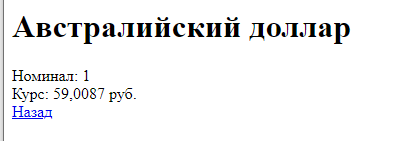 Австралийский доллар
Номинал: 1
Курс: 59,0087 руб.
Назад